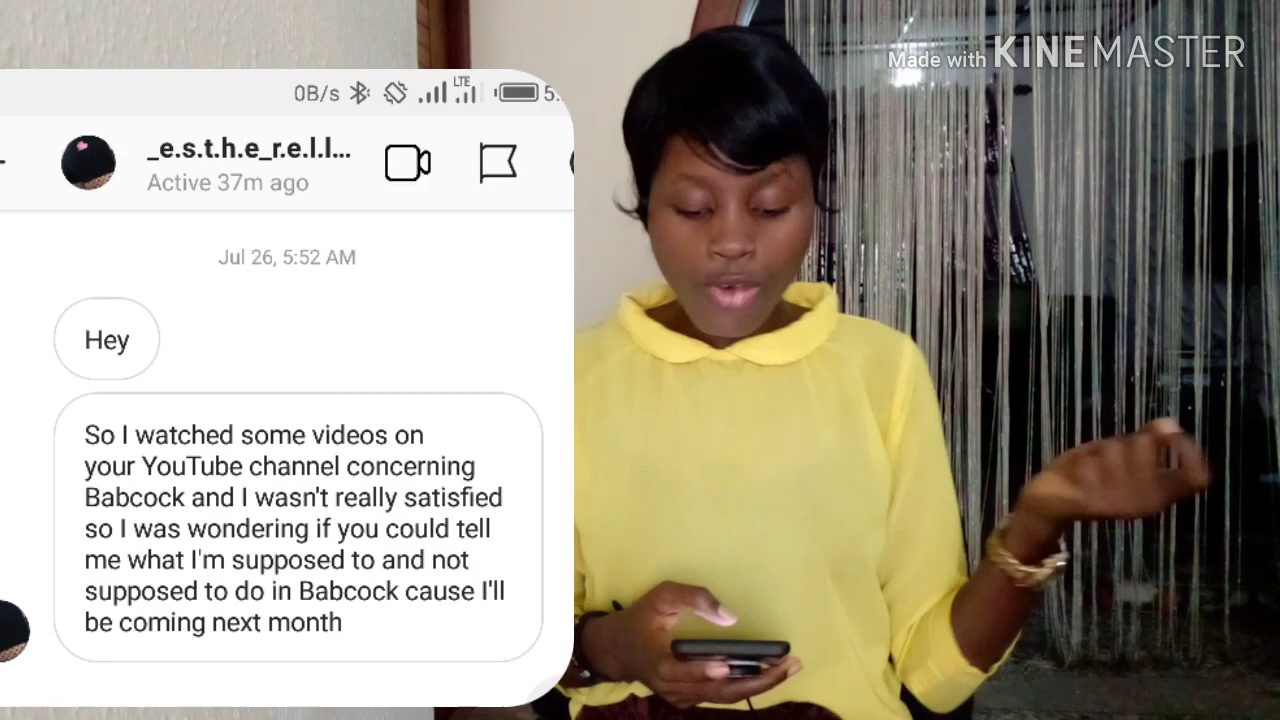 Made with KINEMASTER
0B/s LTE 5
_e.s.t.h.e_r.e.l.l...
Active 37m ago
Jul 26, 5:52 AM
Hey
So I watched some videos on
your YouTube channel concerning
Babcock and I wasn't really satisfied
so I was wondering if you could tell
me what I'm supposed to and not
supposed to do in Babcock cause I'll
be coming next month